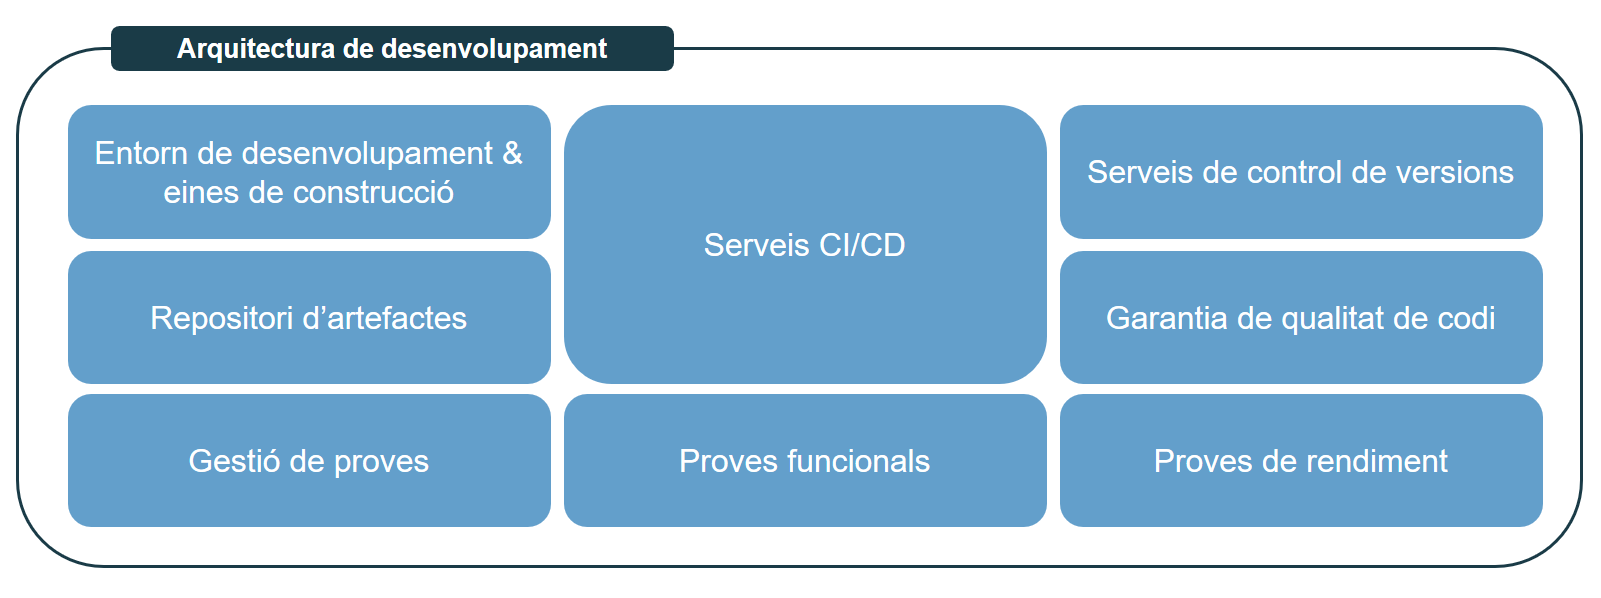 Arquitectura de desenvolupament
Entorn de desenvolupament &
eines de construcció
Serveis CI/CD
Serveis de control de versions
Repositori d’artefactes
Garantia de qualitat de codi
Gestió de proves
Proves funcionals
Proves de rendiment